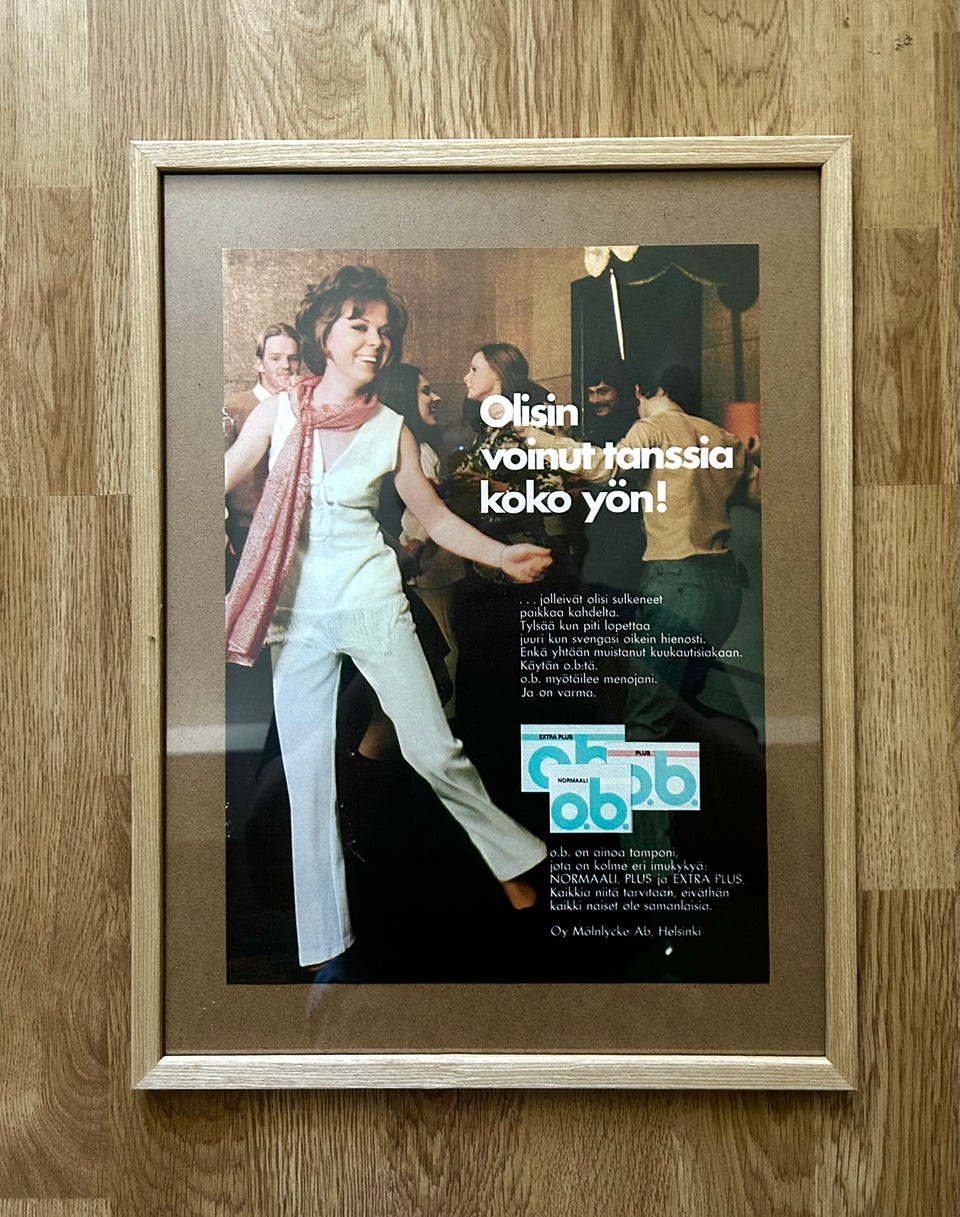 Olisin
voinut tanssia
koko yön!
. . . jolleivät olisi sulkeneet
paikkaa kahdelta.
Tylsää kun piti lopettaa
juuri kun svengasi oikein hienosti.
Enkä yhtään muistanut kuukautisiakaan.
Käytän o.b:tä.
o.b. myötäilee menojani.
Ja on varma.
EXTRA PLUS
o.b.
PLUS
o.b.
NORMAALI
o.b.
o.b. on ainoa tamponi,
jota on kolme eri imukykyä:
NORMAALI, PLUS ja EXTRA PLUS.
Kaikkia niitä tarvitaan, eiväthän
kaikki naiset ole samanlaisia.
Oy Mölnlycke Ab, Helsinki